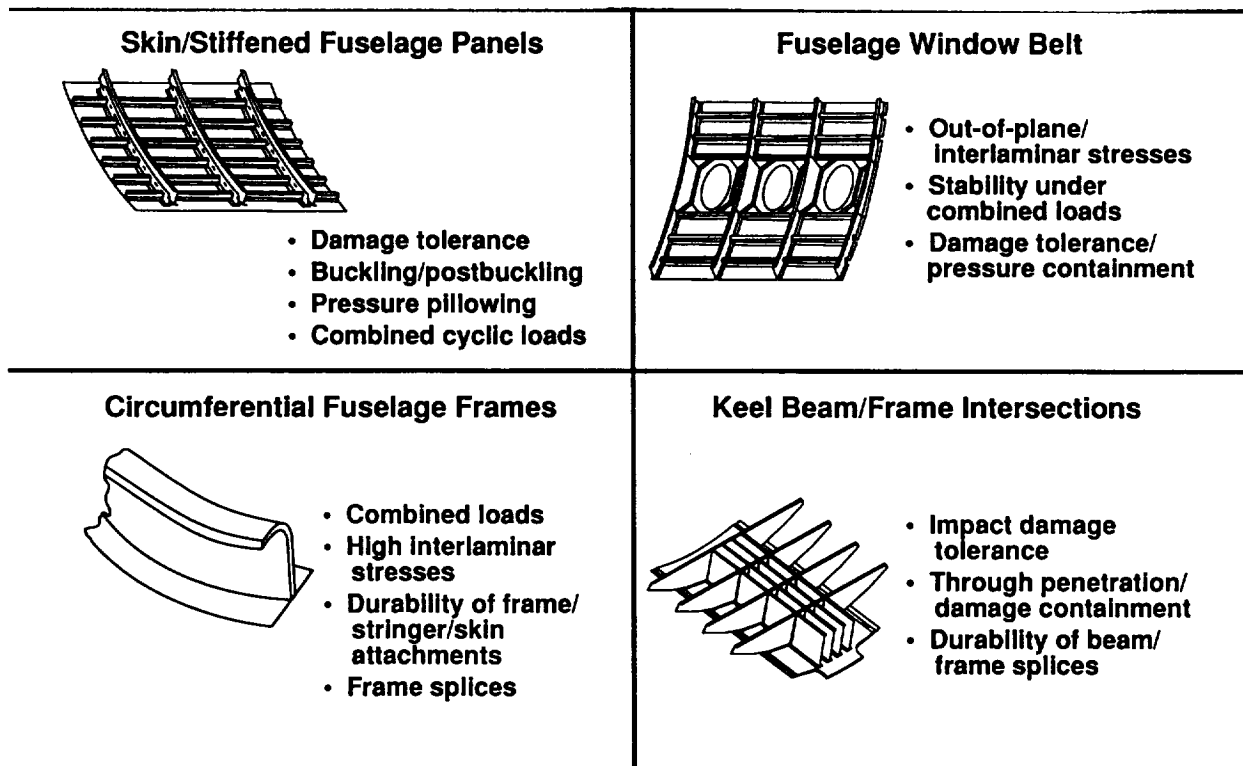 Skin/Stiffened Fuselage Panels
• Damage tolerance
• Buckling/postbuckling
• Pressure pillowing
• Combined cyclic loads
Fuselage Window Belt
• Out-of-plane/
interlaminar stresses
• Stability under
combined loads
• Damage tolerance/
pressure containment
Circumferential Fuselage Frames
• Combined loads
• High interlaminar
stresses
• Durability of frame/
stringer/skin
attachments
• Frame splices
Keel Beam/Frame Intersections
• Impact damage
tolerance
• Through penetration/
damage containment
• Durability of beam/
frame splices